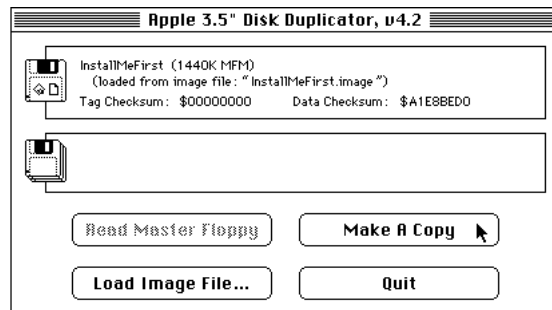 Apple 3.5" Disk Duplicator, v4.2
InstallMeFirst (1440K MFM)
(loaded from image file: "InstallMeFirst.image")
Tag Checksum: $00000000 Data Checksum: $A1E8BED0
Read Master Floppy
Make A Copy
Load Image File...
Quit